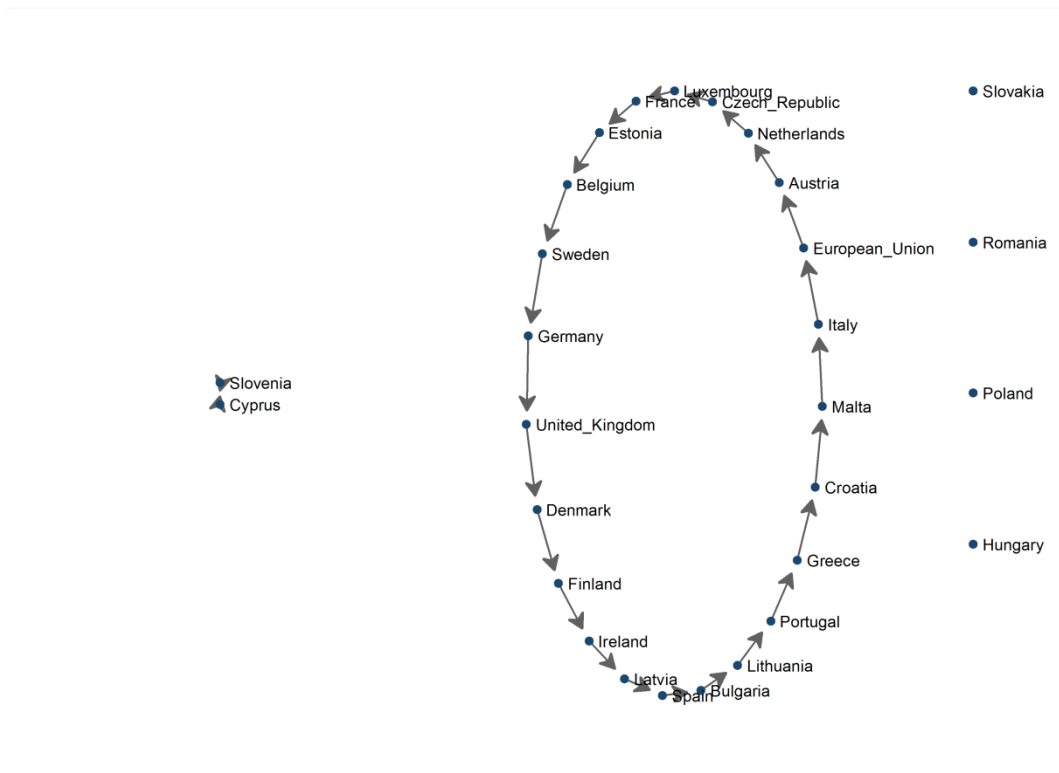 Luxembourg
Slovakia
France
Czech_Republic
Estonia
Netherlands
Belgium
Austria
Romania
European_Union
Sweden
Italy
Germany
Slovenia
Poland
Cyprus
Malta
United_Kingdom
Croatia
Denmark
Hungary
Greece
Finland
Portugal
Ireland
Lithuania
Latvia
Bulgaria
Spain